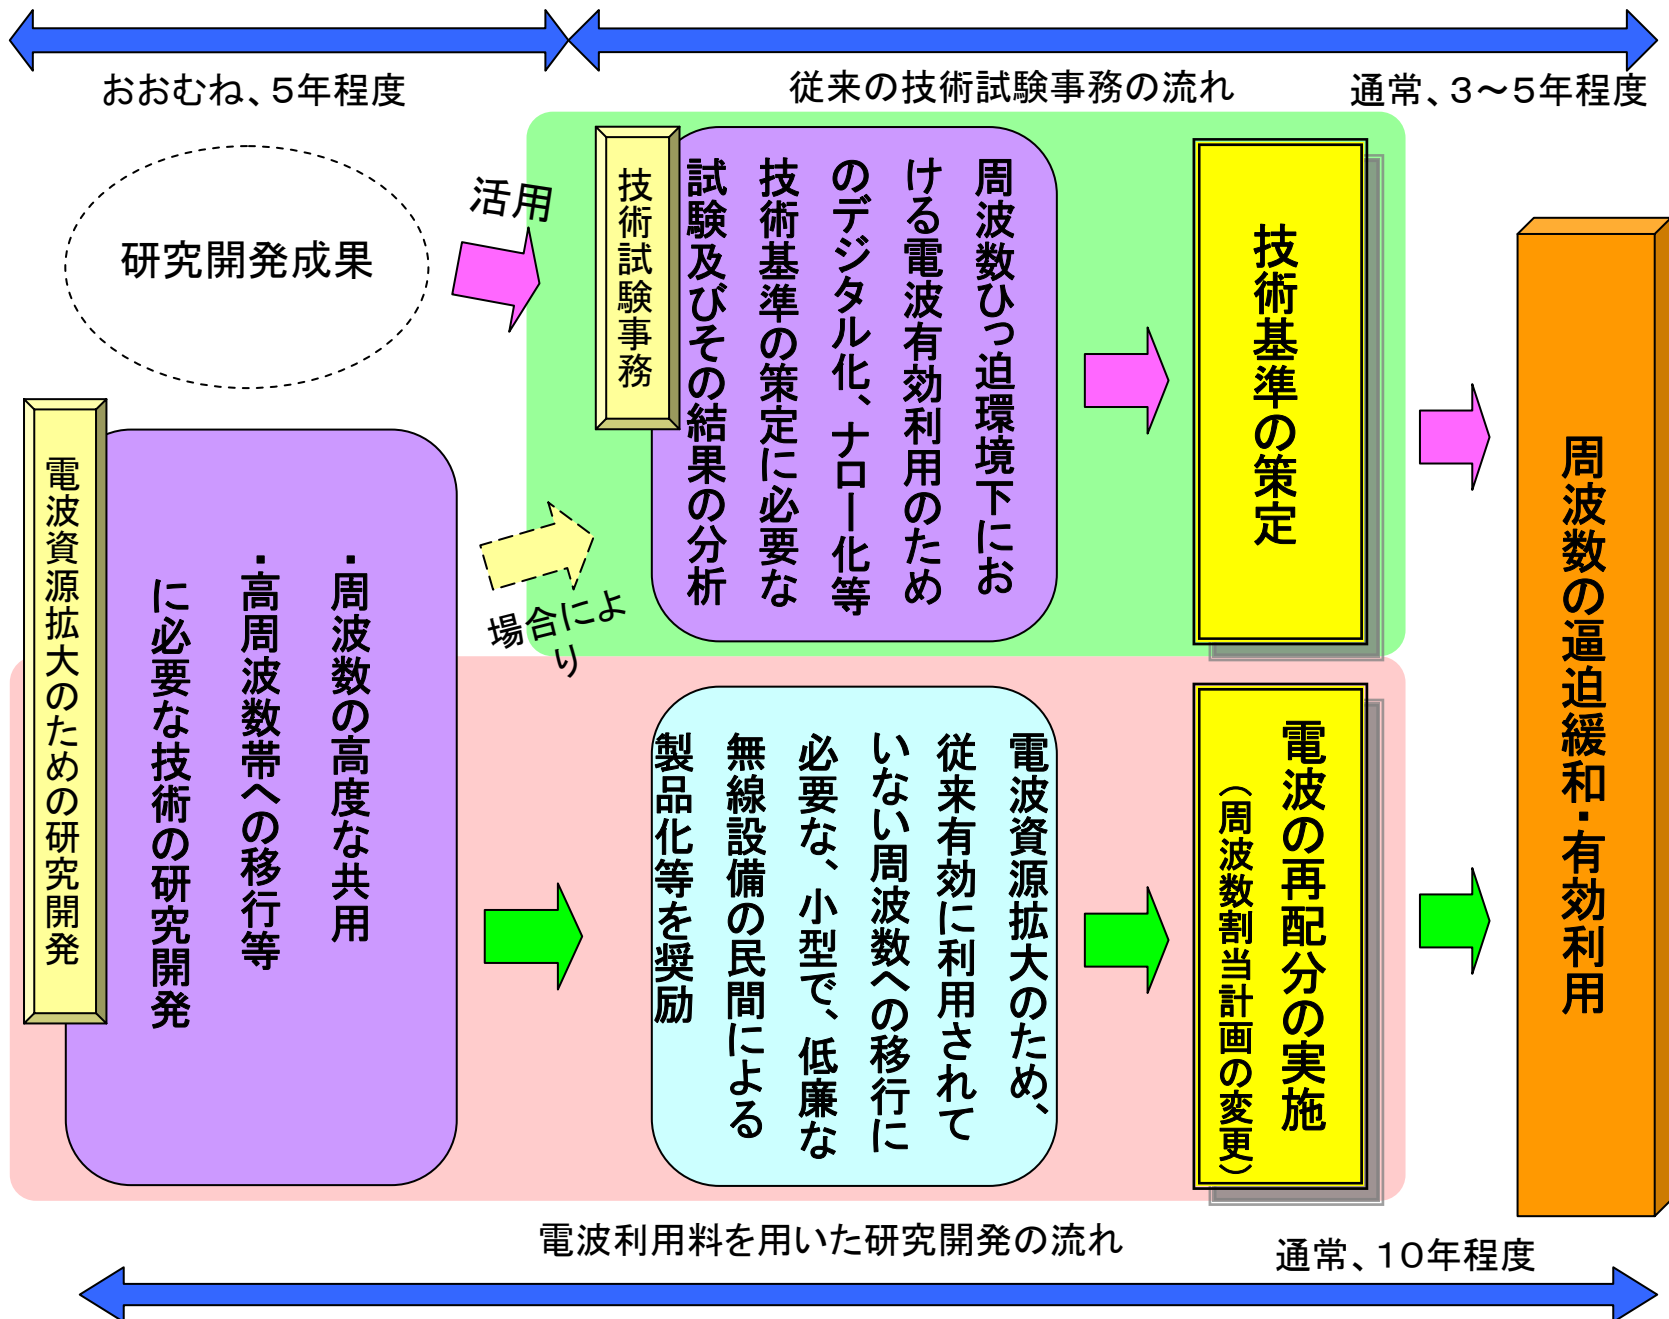 おおむね、5年程度
従来の技術試験事務の流れ
通常、3～5年程度
研究開発成果
活用
技術試験事務
周波数ひっ迫環境下にお
ける電波有効利用のため
のデジタル化、ナロー化等
技術基準の策定に必要な
試験及びその結果の分析
技術基準の策定
電波資源拡大のための研究開発
・周波数の高度な共用
・高周波数帯への移行等
に必要な技術の研究開発
場合によ
り
電波資源拡大のため、
従来有効に利用されて
いない周波数への移行に
必要な、小型で、低廉な
無線設備の民間による
製品化等を奨励
電波の再配分の実施
（周波数割当計画の変更）
周波数の逼迫緩和・有効利用
電波利用料を用いた研究開発の流れ
通常、10年程度